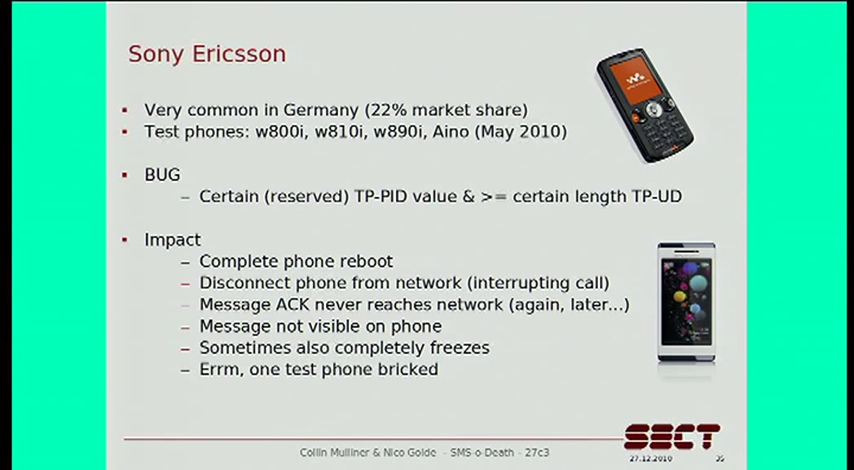 Sony Ericsson
Very common in Germany (22% market share)
Test phones: w800i, w810i, w890i, Aino (May 2010)
BUG
– Certain (reserved) TP-PID value & >= certain length TP-UD
Impact
– Complete phone reboot
– Disconnect phone from network (interrupting call)
– Message ACK never reaches network (again, later...)
– Message not visible on phone
– Sometimes also completely freezes
– Errm, one test phone bricked
SECT
Collin Mulliner & Nico Golde - SMS-o-Death - 27c3
27.12.2010